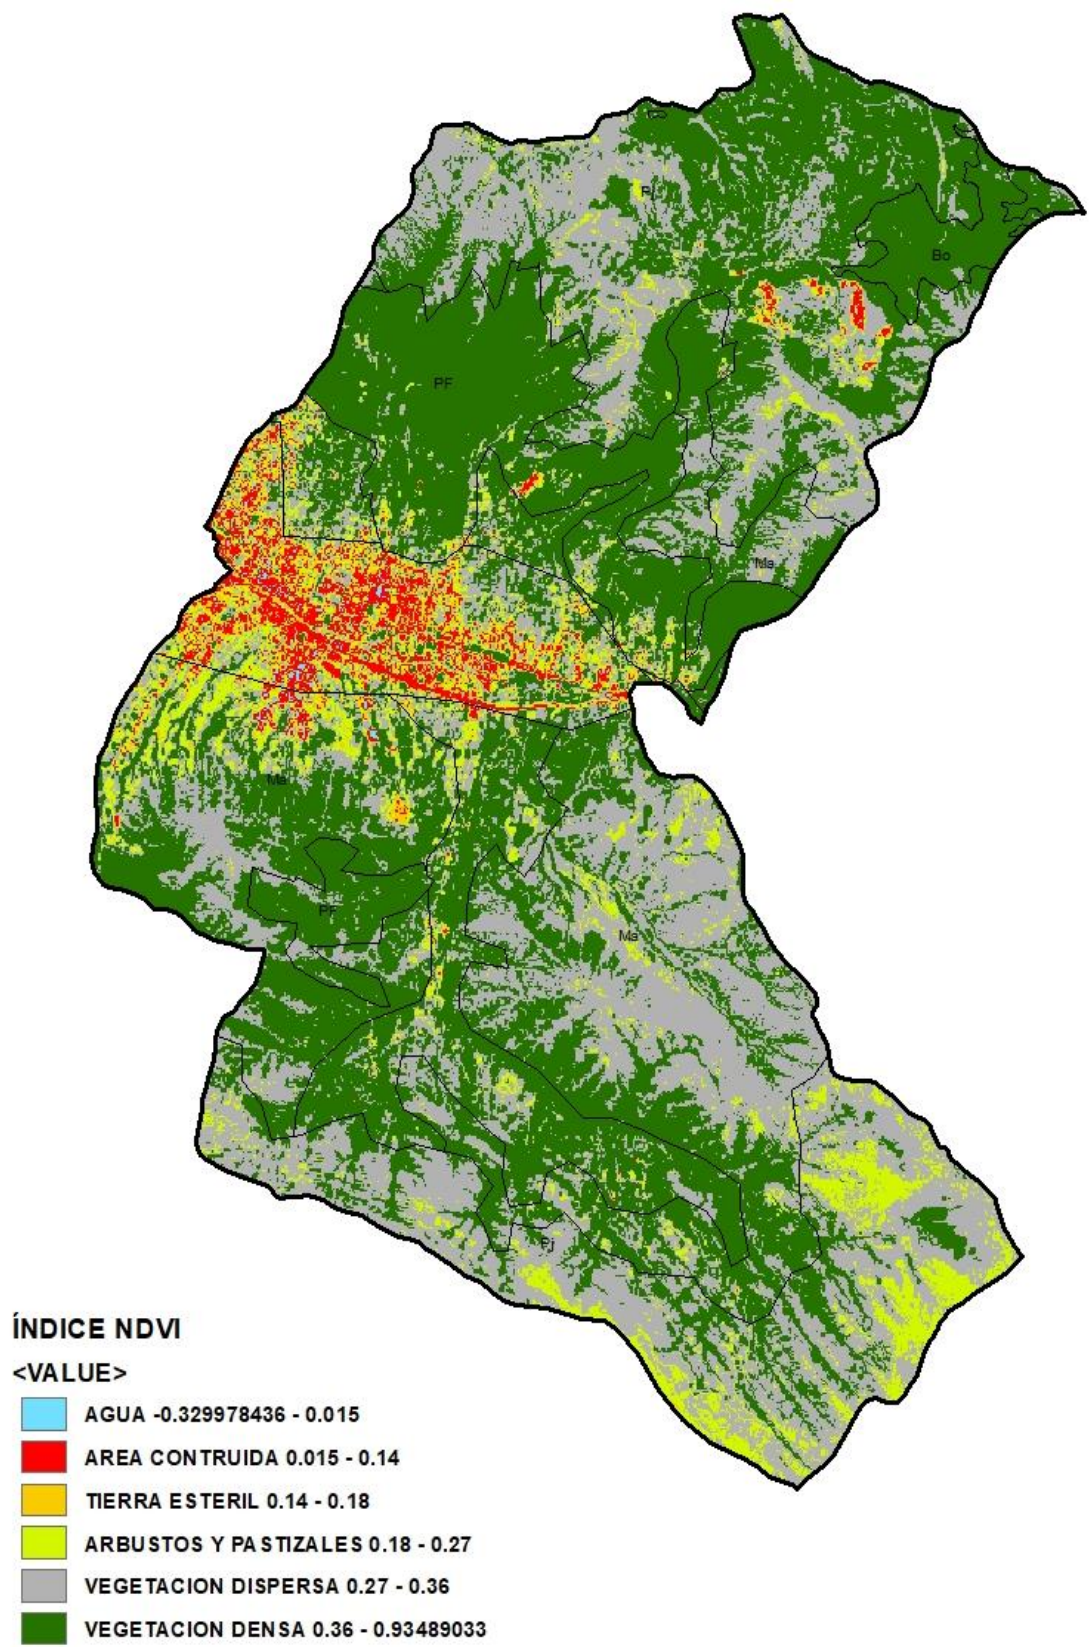 Pj
Bo
PF
Ma
Ma
PF
Ma
Pj
ÍNDICE NDVI
<VALUE>
AGUA -0.329978436 - 0.015
AREA CONTRUIDA 0.015 - 0.14
TIERRA ESTERIL 0.14 - 0.18
ARBUSTOS Y PASTIZALES 0.18 - 0.27
VEGETACION DISPERSA 0.27 - 0.36
VEGETACION DENSA 0.36 - 0.93489033